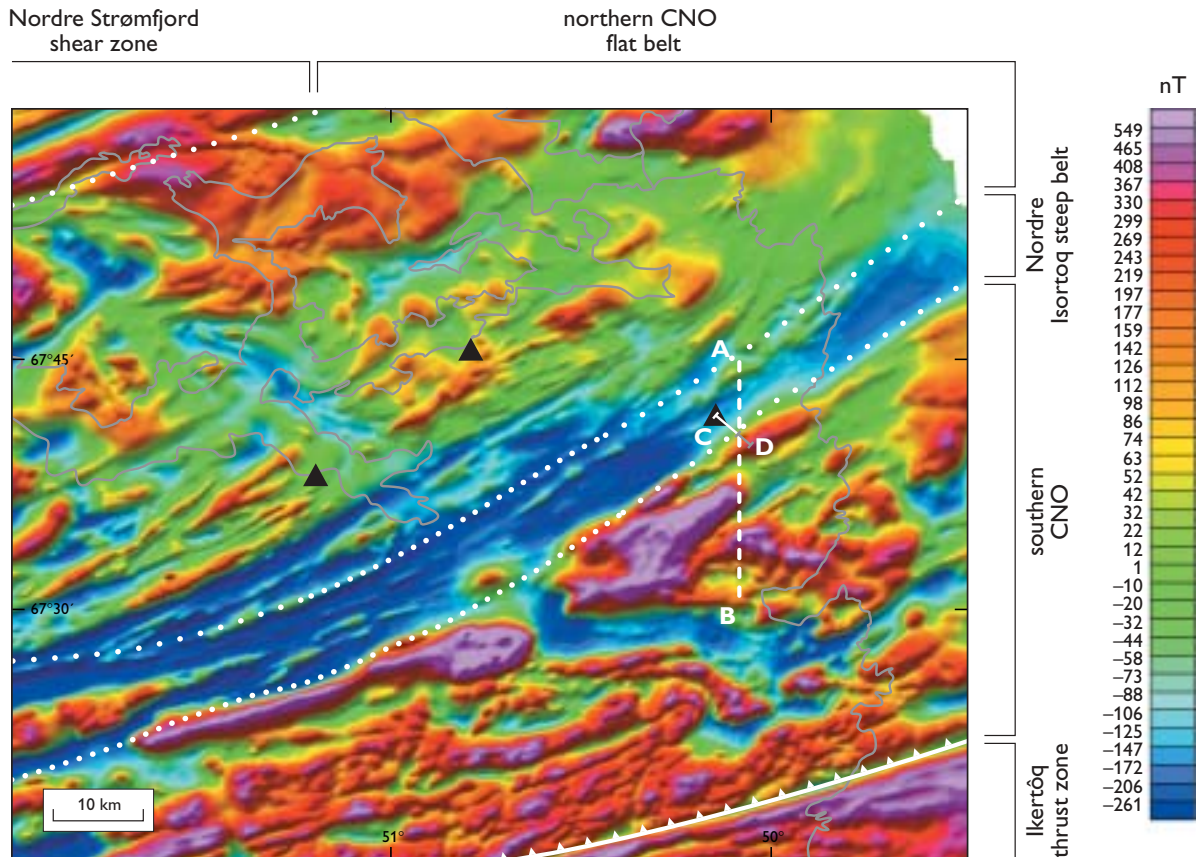 Nordre Strømfjord
shear zone
northern CNO
flat belt
nT
549
465
408
367
330
299
269
243
219
197
177
159
142
126
112
98
86
74
63
52
42
32
22
12
1
–10
–20
–32
–44
–58
–73
–88
–106
–125
–147
–172
–206
–261
Nordre
Isortoq steep belt
southern
CNO
Ikertôq
thrust zone
67°45´
A
C
D
67°30´
B
10 km
51°
50°